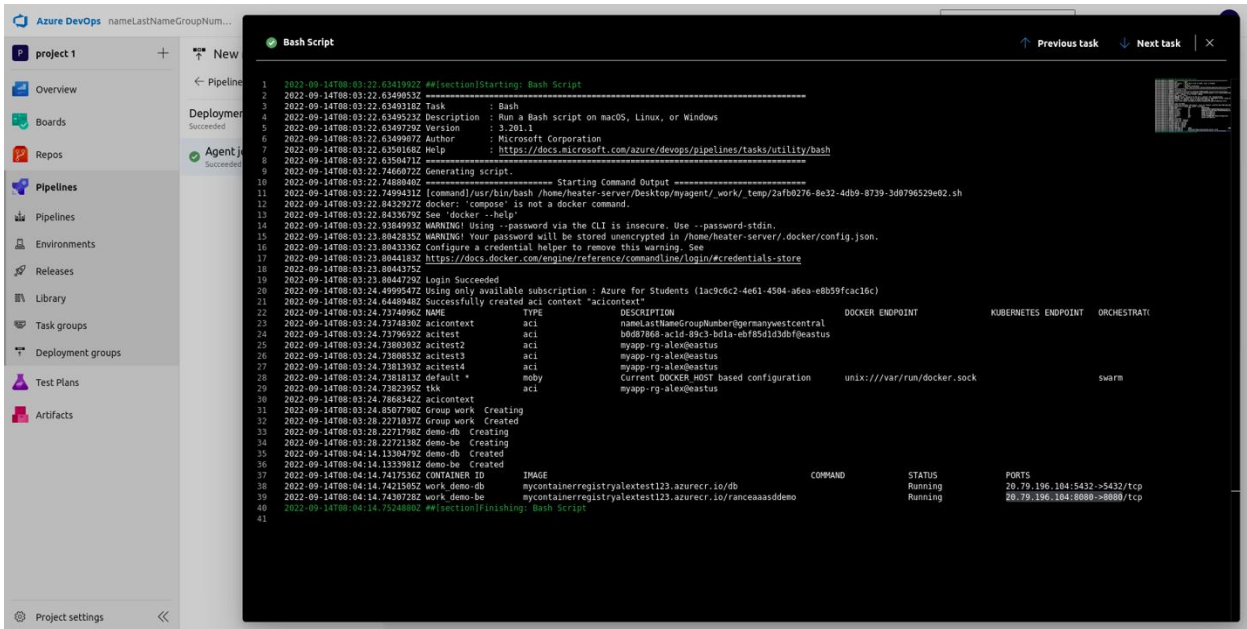 Azure DevOps nameLastNameGroupNum...
P project 1
Overview
Boards
Repos
Pipelines
Pipelines
Environments
Releases
Library
Task groups
Deployment groups
Test Plans
Artifacts
Project settings
New
Pipeline
Deploymen
Succeeded
Agent j
Succeeded
Bash Script
Previous task
Next task
1 2022-09-14T08:03:22.6341992Z ##[section]Starting: Bash Script
2 2022-09-14T08:03:22.6349053Z ==============================================================================
3 2022-09-14T08:03:22.6349318Z Task : Bash
4 2022-09-14T08:03:22.6349523Z Description : Run a Bash script on macOS, Linux, or Windows
5 2022-09-14T08:03:22.6349729Z Version : 3.201.1
6 2022-09-14T08:03:22.6349907Z Author : Microsoft Corporation
7 2022-09-14T08:03:22.6350168Z Help : https://docs.microsoft.com/azure/devops/pipelines/tasks/utility/bash
8 2022-09-14T08:03:22.6350471Z ==============================================================================
9 2022-09-14T08:03:22.7466072Z Generating script.
10 2022-09-14T08:03:22.7488040Z ========================== Starting Command Output ===========================
11 2022-09-14T08:03:22.7499431Z [command]/usr/bin/bash /home/heater-server/Desktop/myagent/_work/_temp/2afb0276-8e32-4db9-8739-3d0796529e02.sh
12 2022-09-14T08:03:22.8432927Z docker: 'compose' is not a docker command.
13 2022-09-14T08:03:22.8433679Z See 'docker --help'
14 2022-09-14T08:03:22.9384993Z WARNING! Using --password via the CLI is insecure. Use --password-stdin.
15 2022-09-14T08:03:23.8042835Z WARNING! Your password will be stored unencrypted in /home/heater-server/.docker/config.json.
16 2022-09-14T08:03:23.8043336Z Configure a credential helper to remove this warning. See
17 2022-09-14T08:03:23.8044183Z https://docs.docker.com/engine/reference/commandline/login/#credentials-store
18 2022-09-14T08:03:23.8044375Z
19 2022-09-14T08:03:23.8044729Z Login Succeeded
20 2022-09-14T08:03:24.4999547Z Using only available subscription : Azure for Students (1ac9c6c2-4e61-4504-a6ea-e8b59fcac16c)
21 2022-09-14T08:03:24.6448948Z Successfully created aci context "acicontext"
22 2022-09-14T08:03:24.7374096Z NAME TYPE DESCRIPTION DOCKER ENDPOINT KUBERNETES ENDPOINT ORCHESTRATO
23 2022-09-14T08:03:24.7374830Z acicontext aci nameLastNameGroupNumber@germanywestcentral
24 2022-09-14T08:03:24.7379692Z acitest aci b0d87868-ac1d-89c3-bd1a-ebf85d1d3dbf@eastus
25 2022-09-14T08:03:24.7380303Z acitest2 aci myapp-rg-alex@eastus
26 2022-09-14T08:03:24.7380853Z acitest3 aci myapp-rg-alex@eastus
27 2022-09-14T08:03:24.7381393Z acitest4 aci myapp-rg-alex@eastus
28 2022-09-14T08:03:24.7381813Z default * moby Current DOCKER_HOST based configuration unix:///var/run/docker.sock swarm
29 2022-09-14T08:03:24.7382395Z tkk aci myapp-rg-alex@eastus
30 2022-09-14T08:03:24.7868342Z acicontext
31 2022-09-14T08:03:24.8507790Z Group work Creating
32 2022-09-14T08:03:28.2271037Z Group work Created
33 2022-09-14T08:03:28.2271798Z demo-db Creating
34 2022-09-14T08:03:28.2272138Z demo-be Creating
35 2022-09-14T08:04:14.1330479Z demo-db Created
36 2022-09-14T08:04:14.1333981Z demo-be Created
37 2022-09-14T08:04:14.7417536Z CONTAINER ID IMAGE COMMAND STATUS PORTS
38 2022-09-14T08:04:14.7421505Z work_demo-db mycontainerregistryalextest123.azurecr.io/db Running 20.79.196.104:5432->5432/tcp
39 2022-09-14T08:04:14.7430728Z work_demo-be mycontainerregistryalextest123.azurecr.io/ranceaaasddemo Running 20.79.196.104:8080->8080/tcp
40 2022-09-14T08:04:14.7524880Z ##[section]Finishing: Bash Script
41